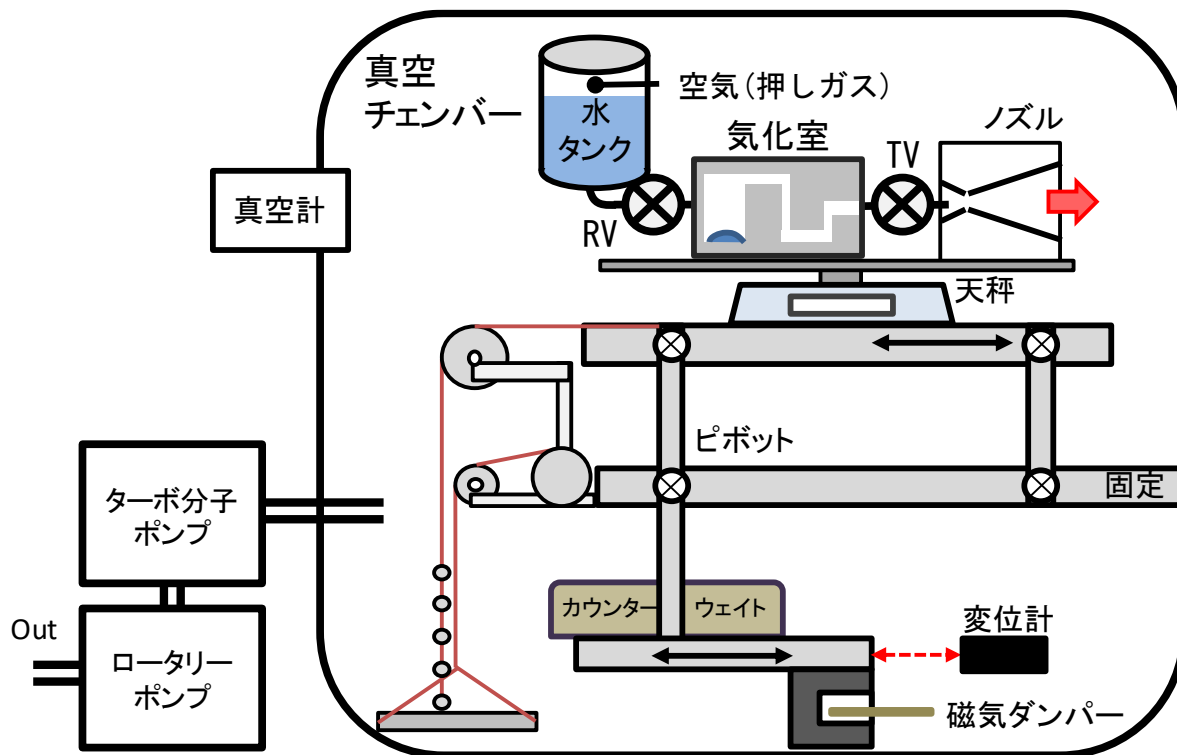 真空
チェンバー
水
タンク
空気(押しガス)
気化室
TV
ノズル
真空計
RV
天秤
ピボット
固定
ターボ分子
ポンプ
カウンター ウェイト
変位計
Out
ロータリー
ポンプ
磁気ダンパー